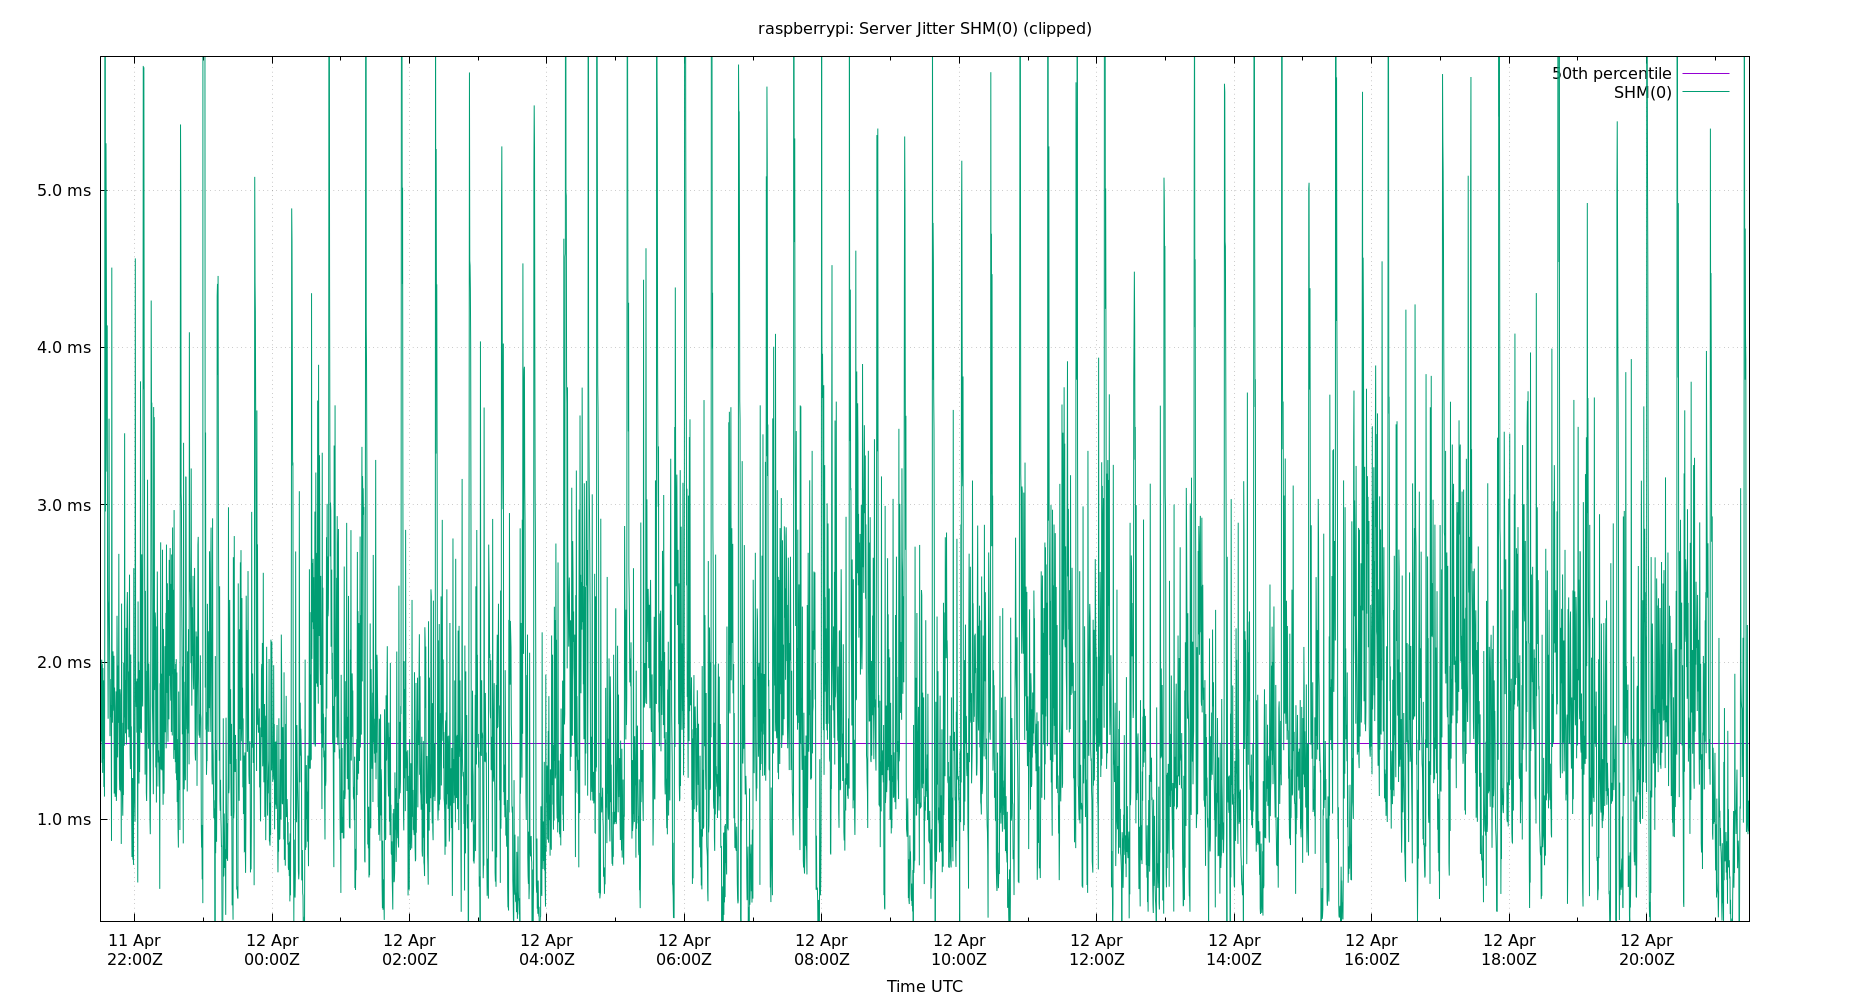 raspberrypi: Server Jitter SHM(0) (clipped)
50th percentile
SHM(0)
5.0 ms
4.0 ms
3.0 ms
2.0 ms
1.0 ms
11 Apr 12 Apr 12 Apr 12 Apr 12 Apr 12 Apr 12 Apr 12 Apr 12 Apr 12 Apr 12 Apr 12 Apr
22:00Z 00:00Z 02:00Z 04:00Z 06:00Z 08:00Z 10:00Z 12:00Z 14:00Z 16:00Z 18:00Z 20:00Z
Time UTC